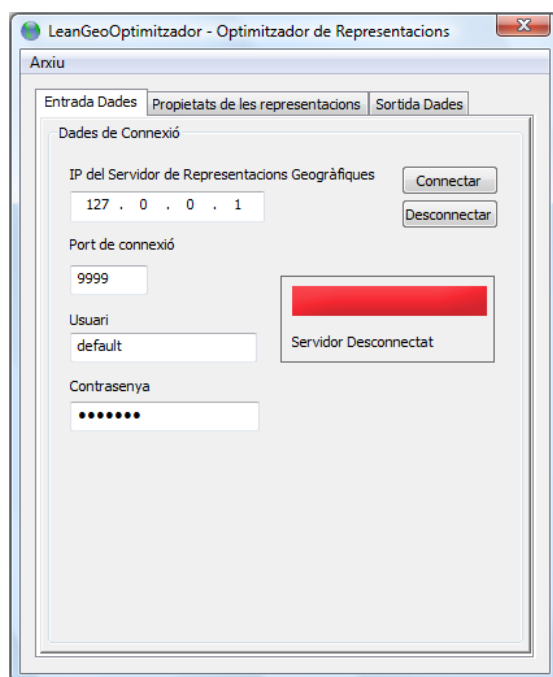 LeanGeoOptimitzador - Optimitzador de Representacions
Arxiu
Entrada Dades Propietats de les representacions Sortida Dades
Dades de Connexió
IP del Servidor de Representacions Geogràfiques
Connectar
127 . 0 . 0 . 1
Desconnectar
Port de connexió
9999
Usuari
default
Servidor Desconnectat
Contrasenya
•••••••